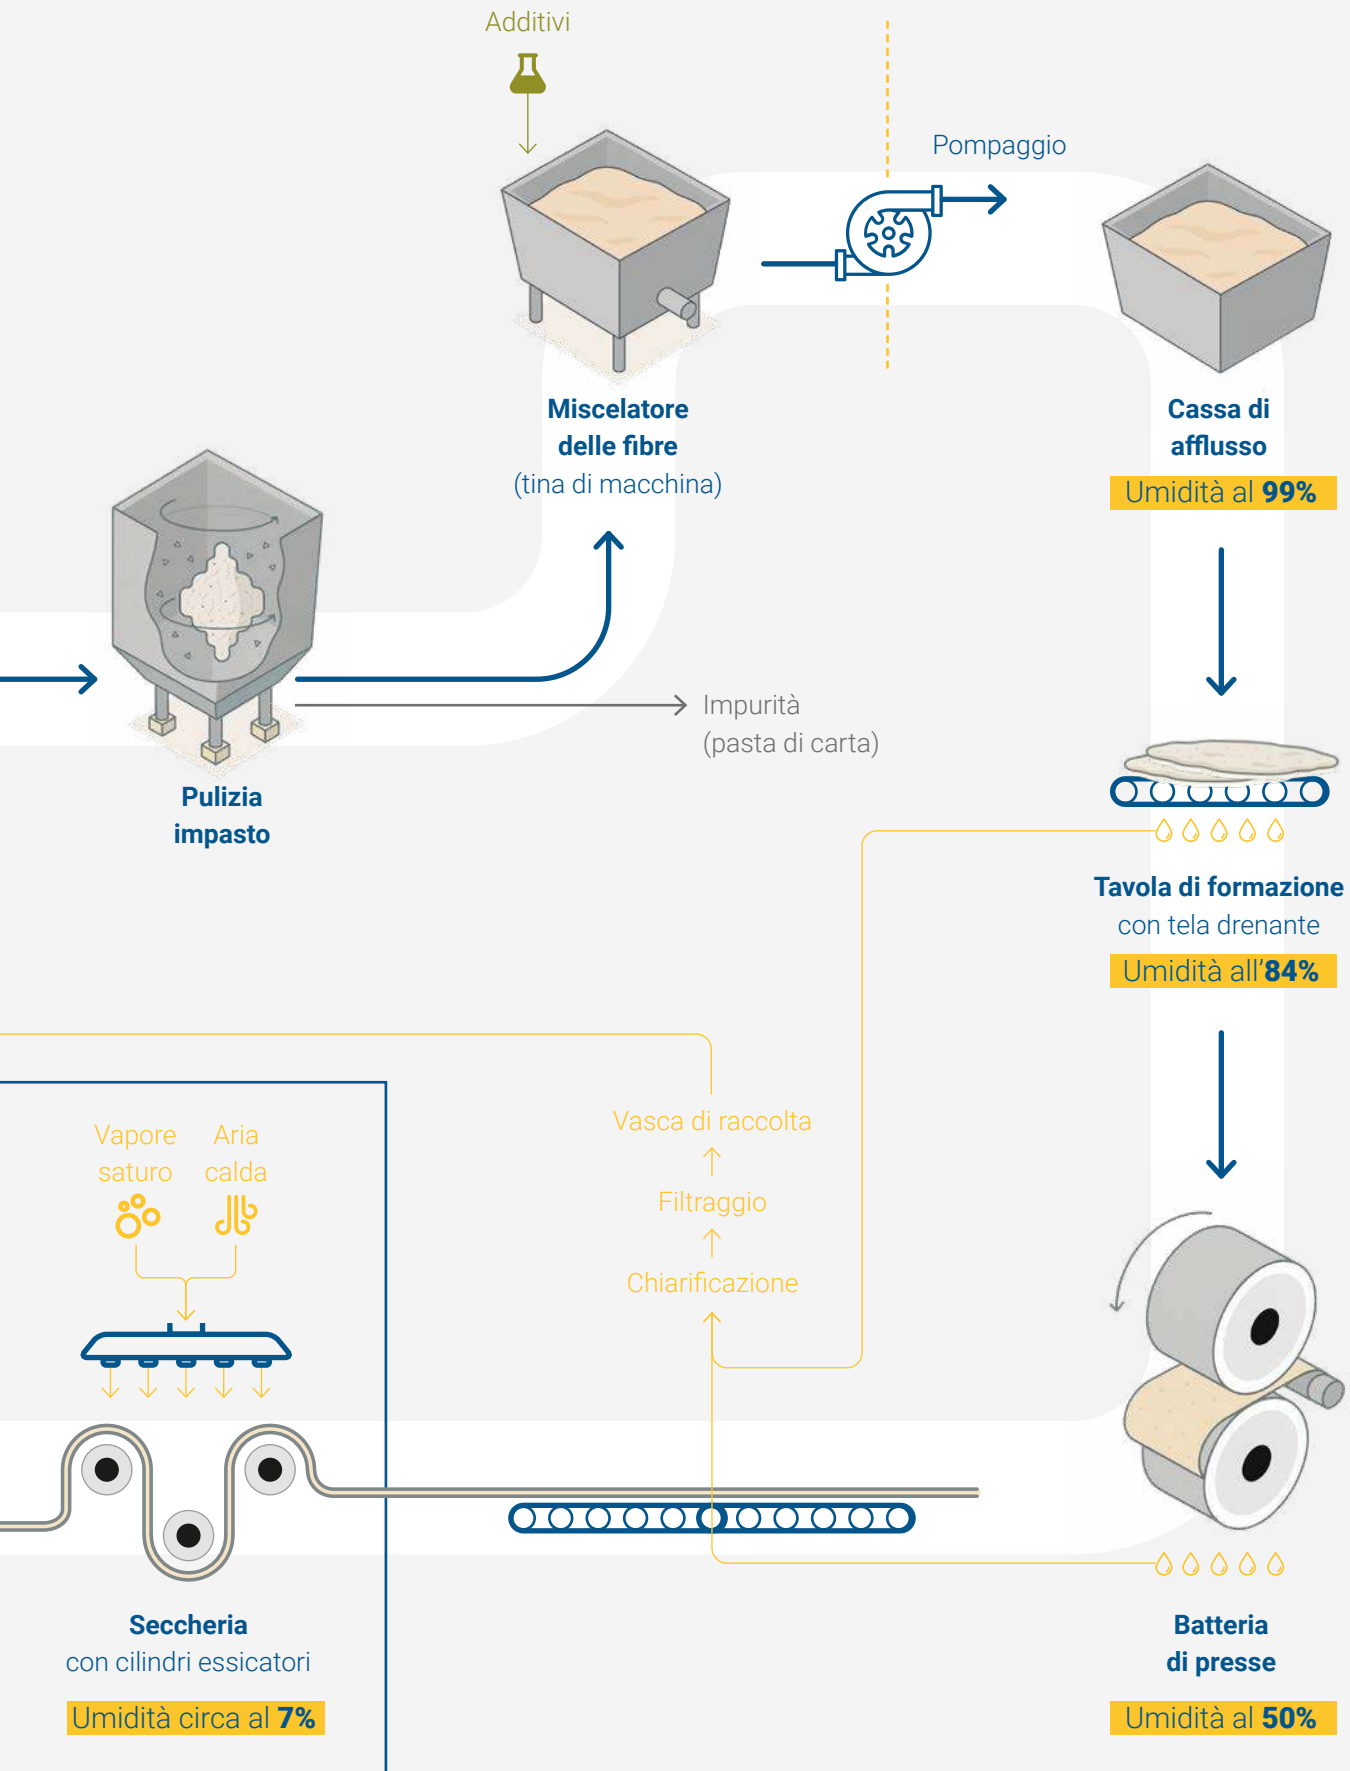 Additivi
Pompaggio
Miscelatore
delle fibre
(tina di macchina)
Cassa di
afflusso
Umidità al 99%
Impurità
(pasta di carta)
Pulizia
impasto
Tavola di formazione
con tela drenante
Umidità all’84%
Vasca di raccolta
Filtraggio
Chiarificazione
Vapore
saturo
Aria
calda
Seccheria
con cilindri essicatori
Umidità circa al 7%
Batteria
di presse
Umidità al 50%